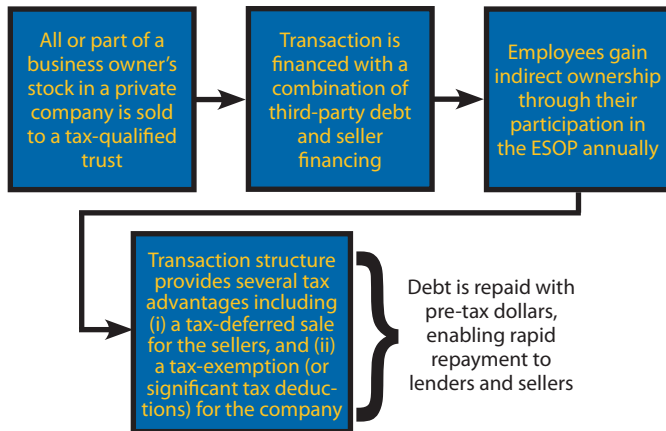 All or part of a
business owner's
stock in a private
company is sold
to a tax-qualified
trust
Transaction is
financed with a
combination of
third-party debt
and seller
financing
Employees gain
indirect ownership
through their
participation in
the ESOP annually
Transaction structure
provides several tax
advantages including
(i) a tax-deferred sale
for the sellers, and (ii)
a tax-exemption (or
significant tax deduc-
tions) for the company
Debt is repaid with
pre-tax dollars,
enabling rapid
repayment to
lenders and sellers